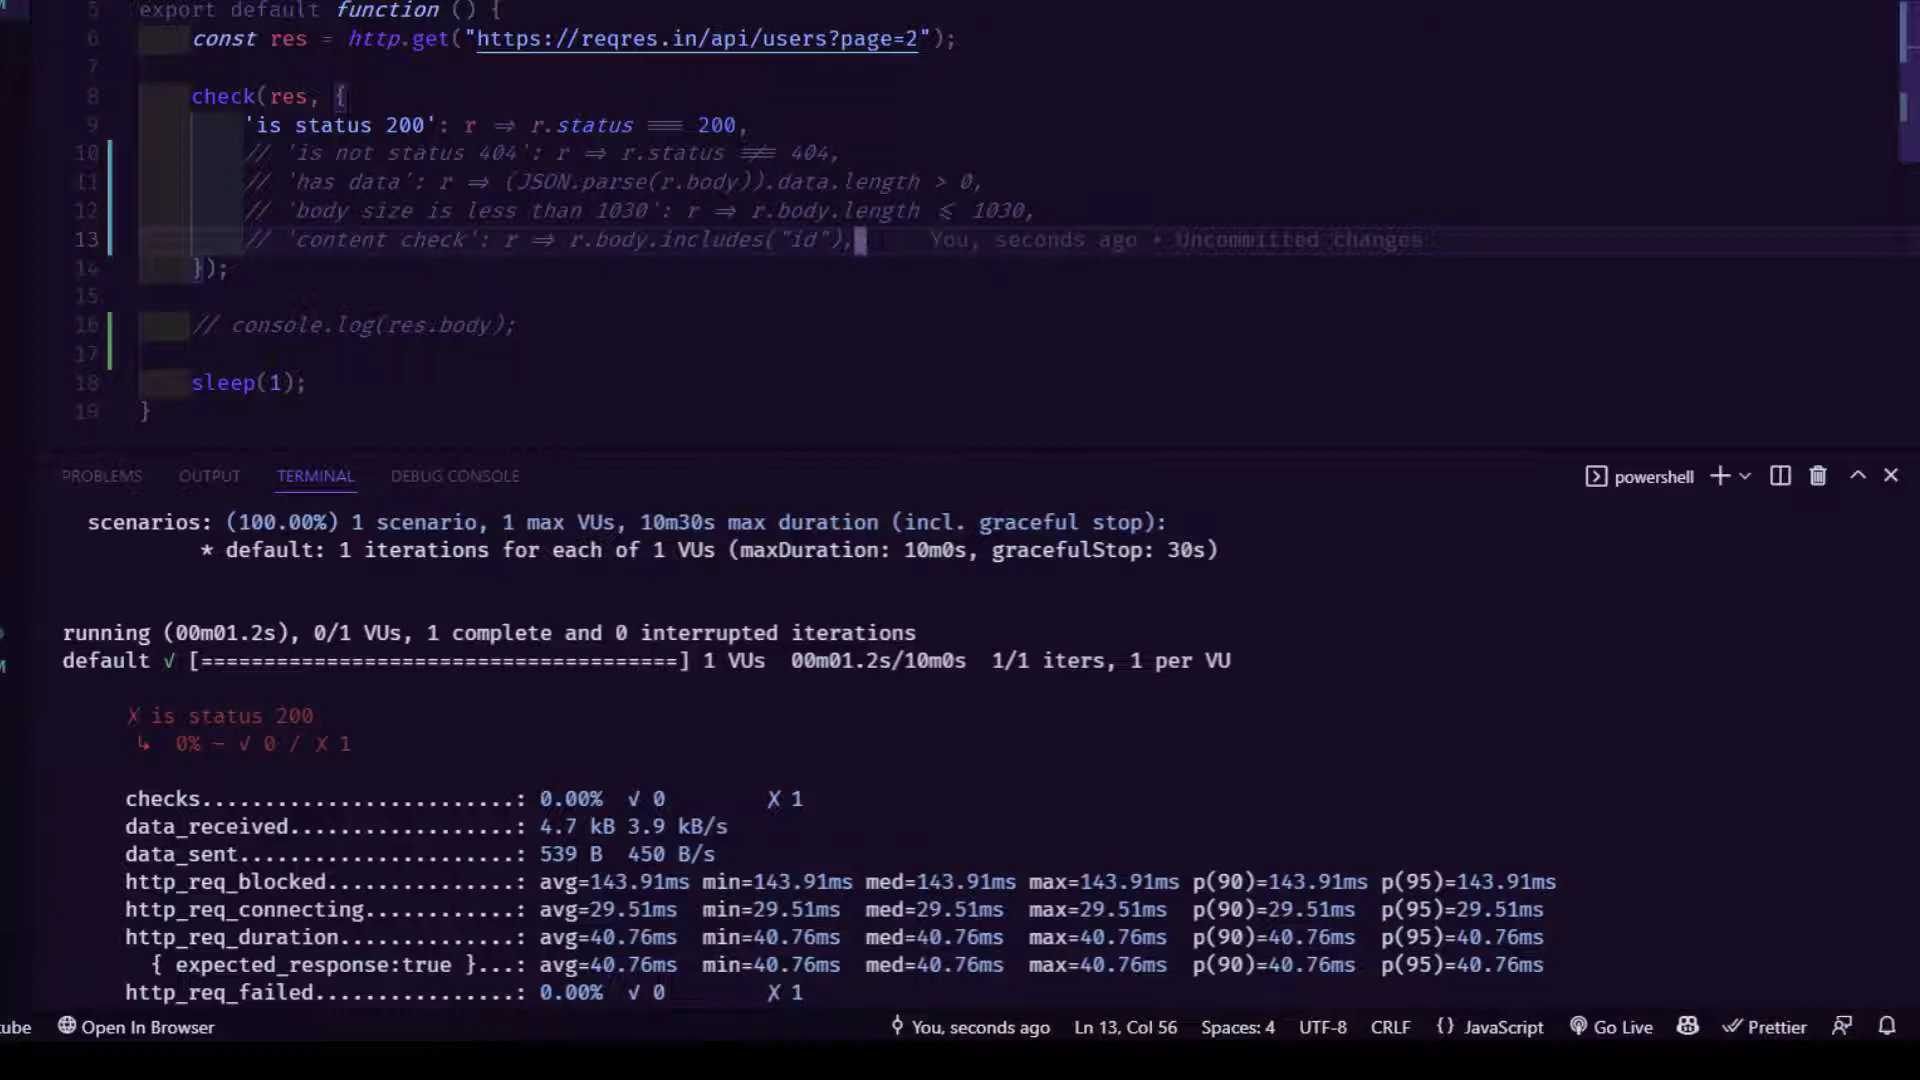 5 export default function () {
6 const res = http.get("https://reqres.in/api/users?page=2");
7
8 check(res, {
9 'is status 200': r => r.status === 200,
10 // 'is not status 404': r => r.status !== 404,
11 // 'has data': r => (JSON.parse(r.body)).data.length > 0,
12 // 'body size is less than 1030': r => r.body.length <= 1030,
13 // 'content check': r => r.body.includes("id"), You, seconds ago • Uncommitted changes
14 });
15
16 // console.log(res.body);
17
18 sleep(1);
19 }
PROBLEMS OUTPUT TERMINAL DEBUG CONSOLE powershell
scenarios: (100.00%) 1 scenario, 1 max VUs, 10m30s max duration (incl. graceful stop):
* default: 1 iterations for each of 1 VUs (maxDuration: 10m0s, gracefulStop: 30s)
running (00m01.2s), 0/1 VUs, 1 complete and 0 interrupted iterations
default √ [======================================] 1 VUs 00m01.2s/10m0s 1/1 iters, 1 per VU
✗ is status 200
↳ 0% — √ 0 / ✗ 1
checks.........................: 0.00% √ 0 ✗ 1
data_received..................: 4.7 kB 3.9 kB/s
data_sent......................: 539 B 450 B/s
http_req_blocked...............: avg=143.91ms min=143.91ms med=143.91ms max=143.91ms p(90)=143.91ms p(95)=143.91ms
http_req_connecting............: avg=29.51ms min=29.51ms med=29.51ms max=29.51ms p(90)=29.51ms p(95)=29.51ms
http_req_duration..............: avg=40.76ms min=40.76ms med=40.76ms max=40.76ms p(90)=40.76ms p(95)=40.76ms
{ expected_response:true }...: avg=40.76ms min=40.76ms med=40.76ms max=40.76ms p(90)=40.76ms p(95)=40.76ms
http_req_failed................: 0.00% √ 0 ✗ 1
tube Open In Browser You, seconds ago Ln 13, Col 56 Spaces: 4 UTF-8 CRLF {} JavaScript Go Live Prettier